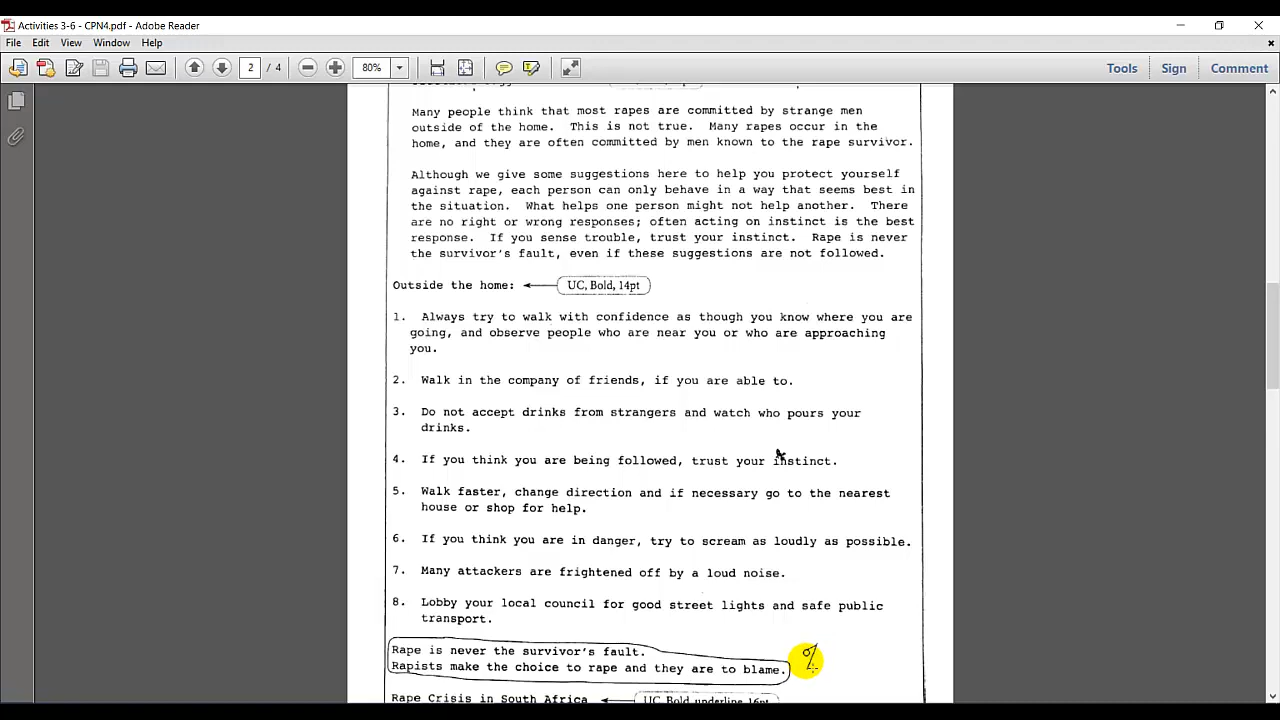 Activities 3-6 - CPN4.pdf - Adobe Reader
File Edit View Window Help
2 / 4 80% Tools Sign Comment
Many people think that most rapes are committed by strange men
outside of the home. This is not true. Many rapes occur in the
home, and they are often committed by men known to the rape survivor.
Although we give some suggestions here to help you protect yourself
against rape, each person can only behave in a way that seems best in
the situation. What helps one person might not help another. There
are no right or wrong responses; often acting on instinct is the best
response. If you sense trouble, trust your instinct. Rape is never
the survivor's fault, even if these suggestions are not followed.
Outside the home: UC, Bold, 14pt
1. Always try to walk with confidence as though you know where you are
going, and observe people who are near you or who are approaching
you.
2. Walk in the company of friends, if you are able to.
3. Do not accept drinks from strangers and watch who pours your
drinks.
4. If you think you are being followed, trust your instinct.
5. Walk faster, change direction and if necessary go to the nearest
house or shop for help.
6. If you think you are in danger, try to scream as loudly as possible.
7. Many attackers are frightened off by a loud noise.
8. Lobby your local council for good street lights and safe public
transport.
Rape is never the survivor's fault.
Rapists make the choice to rape and they are to blame.
Rape Crisis in South Africa UC, Bold, underline, 16pt